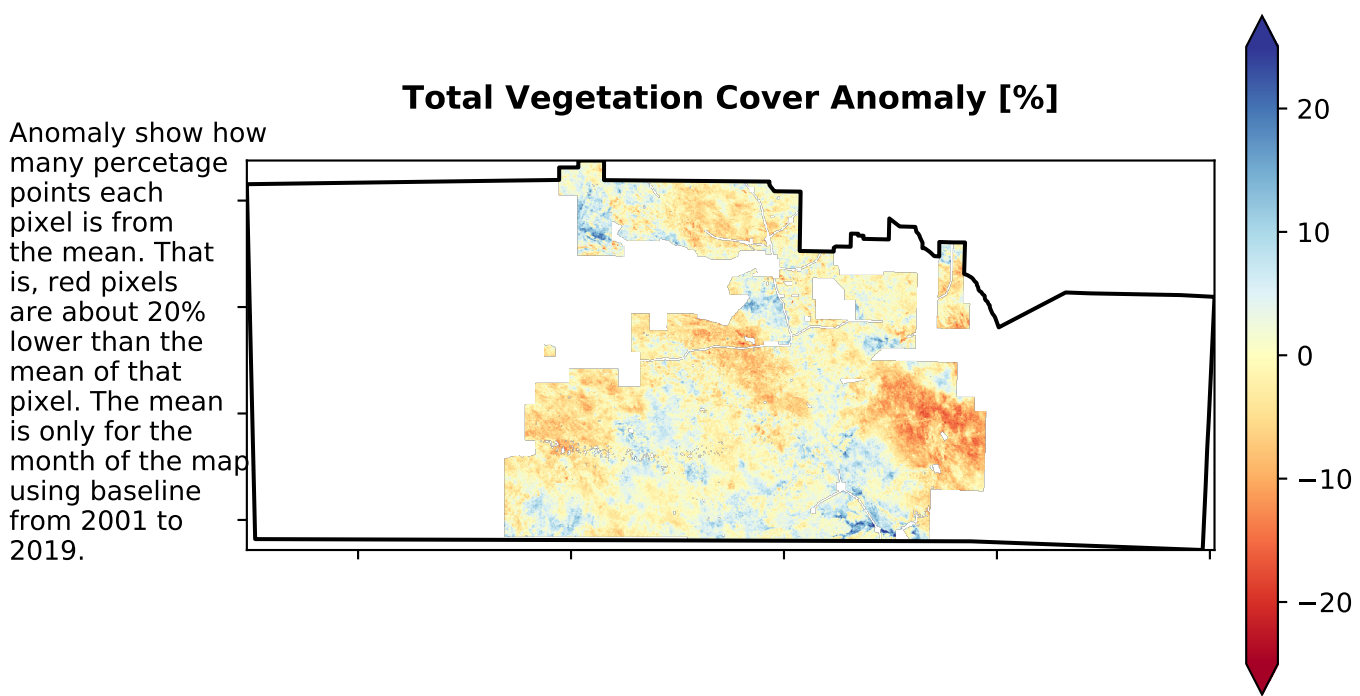 Total Vegetation Cover Anomaly [%]
Anomaly show how
many percetage
points each
pixel is from
the mean. That
is, red pixels
are about 20%
lower than the
mean of that
pixel. The mean
is only for the
month of the map
using baseline
from 2001 to
2019.
20
10
0
−10
−20